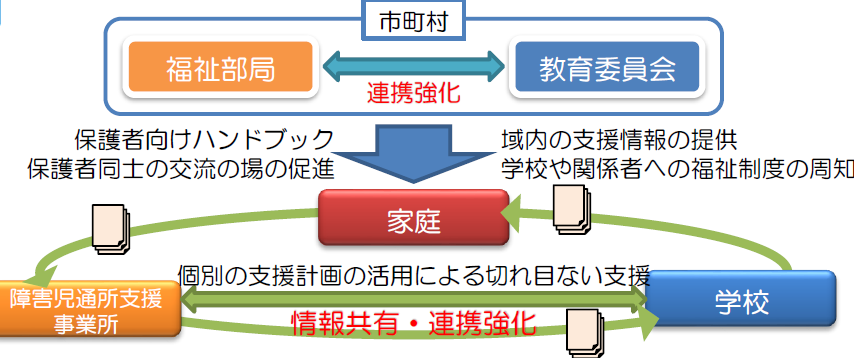 市町村
福祉部局
教育委員会
連携強化
保護者向けハンドブック
保護者同士の交流の場の促進
域内の支援情報の提供
学校や関係者への福祉制度の周知
家庭
個別の支援計画の活用による切れ目ない支援
障害児通所支援
事業所
学校
情報共有・連携強化